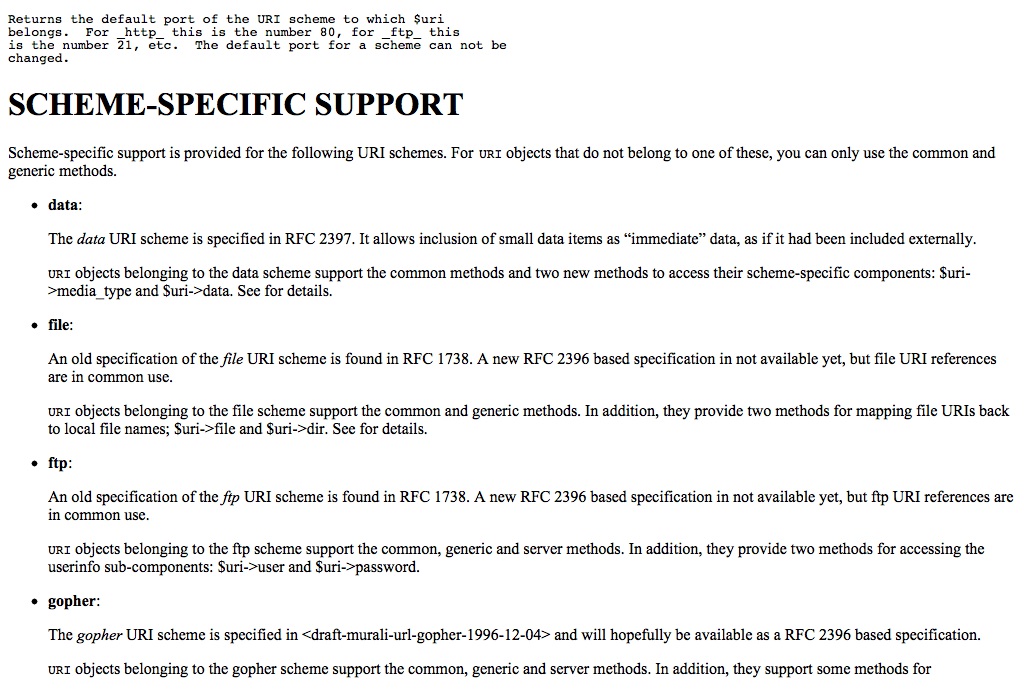 Returns the default port of the URI scheme to which $uri
belongs.  For _http_ this is the number 80, for _ftp_ this
is the number 21, etc.  The default port for a scheme can not be
changed.
SCHEME-SPECIFIC SUPPORT
Scheme-specific support is provided for the following URI schemes. For URI objects that do not belong to one of these, you can only use the common and
generic methods.
• data:
The data URI scheme is specified in RFC 2397. It allows inclusion of small data items as “immediate” data, as if it had been included externally.
URI objects belonging to the data scheme support the common methods and two new methods to access their scheme-specific components: $uri-
>media_type and $uri->data. See for details.
• file:
An old specification of the file URI scheme is found in RFC 1738. A new RFC 2396 based specification in not available yet, but file URI references
are in common use.
URI objects belonging to the file scheme support the common and generic methods. In addition, they provide two methods for mapping file URIs back
to local file names; $uri->file and $uri->dir. See for details.
• ftp:
An old specification of the ftp URI scheme is found in RFC 1738. A new RFC 2396 based specification in not available yet, but ftp URI references are
in common use.
URI objects belonging to the ftp scheme support the common, generic and server methods. In addition, they provide two methods for accessing the
userinfo sub-components: $uri->user and $uri->password.
• gopher:
The gopher URI scheme is specified in <draft-murali-url-gopher-1996-12-04> and will hopefully be available as a RFC 2396 based specification.
URI objects belonging to the gopher scheme support the common, generic and server methods. In addition, they support some methods for